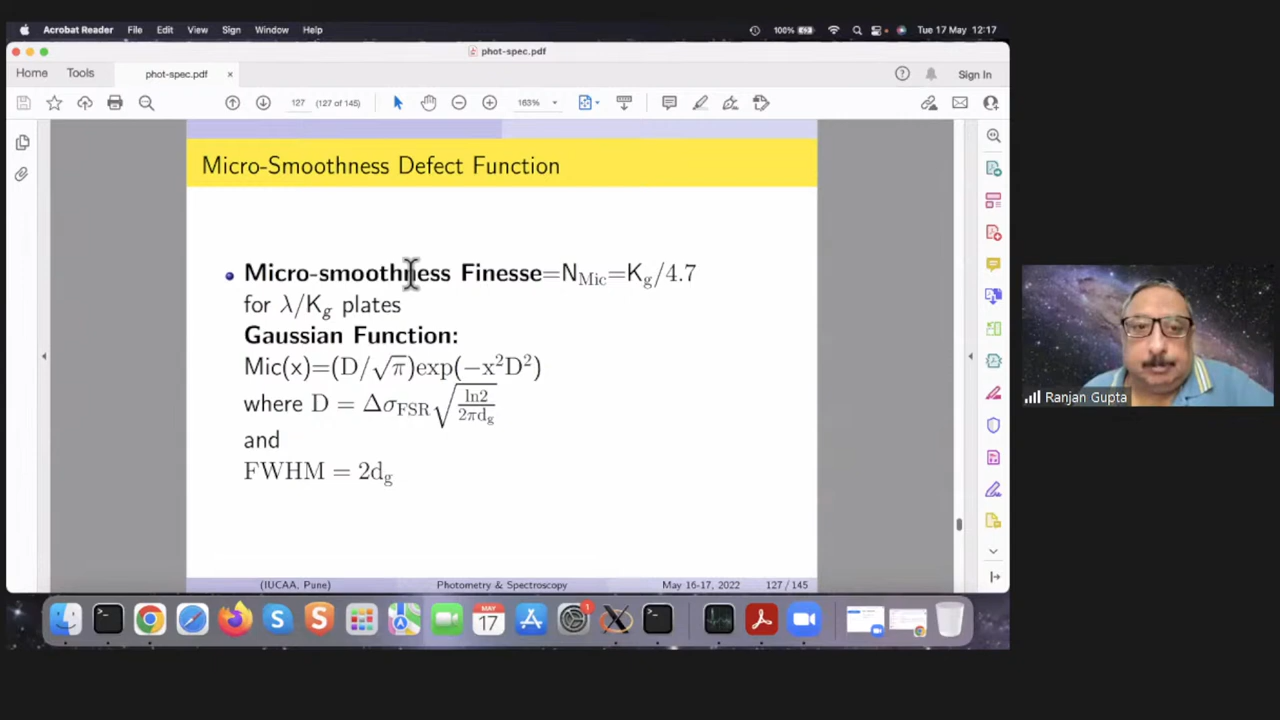 Acrobat Reader File Edit View Sign Window Help 100% Tue 17 May 12:17
phot-spec.pdf
Home Tools phot-spec.pdf × Sign In
127 (127 of 145) 163%
Micro-Smoothness Defect Function
Micro-smoothness Finesse=N_Mic=K_g/4.7
for λ/K_g plates
Gaussian Function:
Mic(x)=(D/√π)exp(−x²D²)
where D = Δσ_FSR √(ln2/2πd_g)
and
FWHM = 2d_g
Ranjan Gupta
(IUCAA, Pune) Photometry & Spectroscopy May 16-17, 2022 127 / 145
MAY
17
1